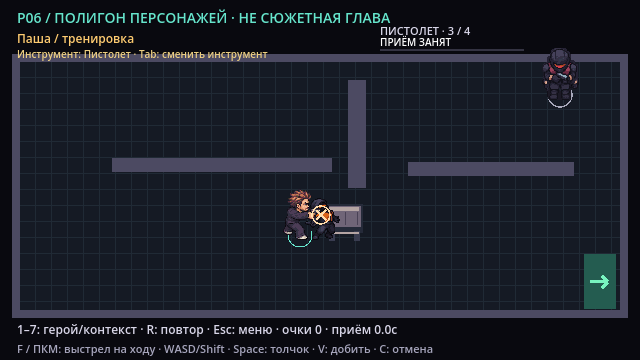 P06 / ПОЛИГОН ПЕРСОНАЖЕЙ · НЕ СЮЖЕТНАЯ ГЛАВА
Паша / тренировка
Инструмент: Пистолет · Tab: сменить инструмент
ПИСТОЛЕТ · 3 / 4
ПРИЁМ ЗАНЯТ
1–7: герой/контекст · R: повтор · Esc: меню · очки 0 · приём 0.0с
F / ПКМ: выстрел на ходу · WASD/Shift · Space: толчок · V: добить · C: отмена